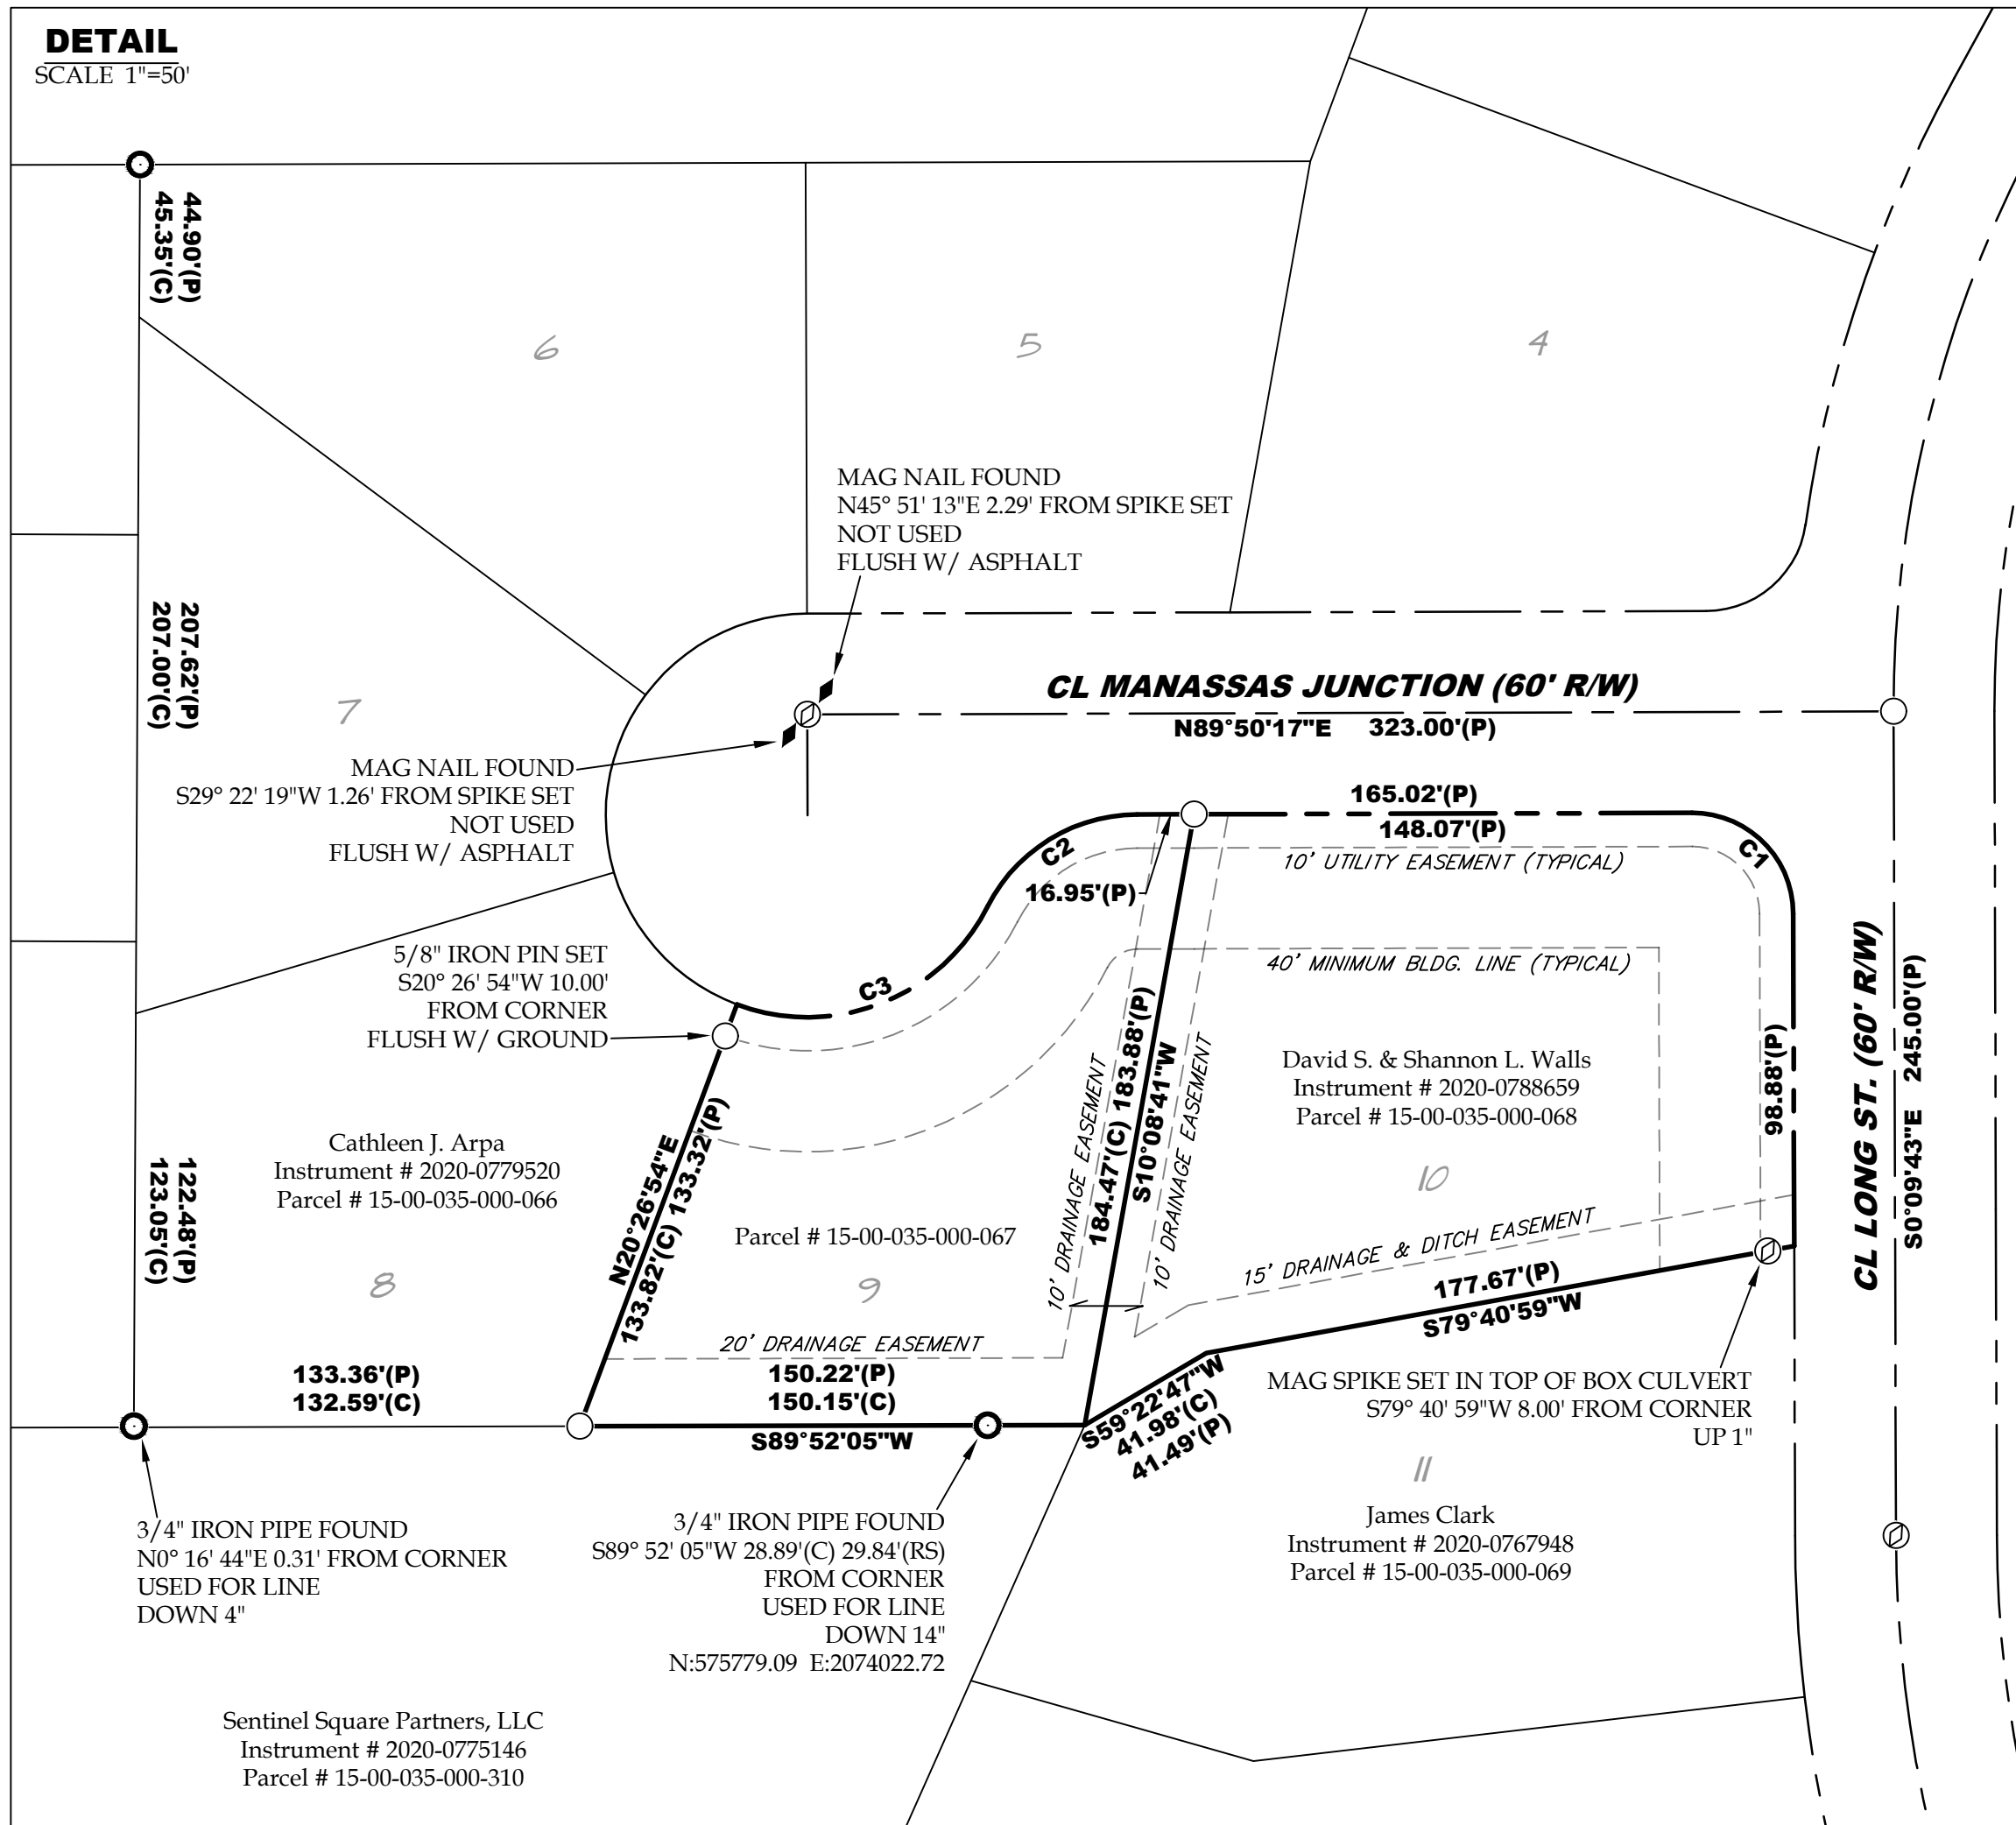 DETAIL
SCALE 1"=50'
44.90'(P)
45.35'(C)
6
5
4
MAG NAIL FOUND
N45° 51' 13"E 2.29' FROM SPIKE SET
NOT USED
FLUSH W/ ASPHALT
207.62'(P)
207.00'(C)
7
CL MANASSAS JUNCTION (60' R/W)
N89°50'17"E 323.00'(P)
MAG NAIL FOUND
S29° 22' 19"W 1.26' FROM SPIKE SET
NOT USED
FLUSH W/ ASPHALT
165.02'(P)
148.07'(P)
C2
C1
10' UTILITY EASEMENT (TYPICAL)
16.95'(P)
5/8" IRON PIN SET
S20° 26' 54"W 10.00'
FROM CORNER
FLUSH W/ GROUND
C3
40' MINIMUM BLDG. LINE (TYPICAL)
CL LONG ST. (60' R/W)
S0°09'43"E 245.00'(P)
98.88'(P)
David S. & Shannon L. Walls
Instrument # 2020-0788659
Parcel # 15-00-035-000-068
10
10' DRAINAGE EASEMENT
184.47'(C) 183.88'(P)
S10°08'41"W
10' DRAINAGE EASEMENT
Cathleen J. Arpa
Instrument # 2020-0779520
Parcel # 15-00-035-000-066
122.48'(P)
123.05'(C)
8
N20°26'54"E
133.82'(C) 133.32'(P)
Parcel # 15-00-035-000-067
9
15' DRAINAGE & DITCH EASEMENT
177.67'(P)
S79°40'59"W
20' DRAINAGE EASEMENT
133.36'(P)
132.59'(C)
150.22'(P)
150.15'(C)
S89°52'05"W
S59°22'47"W
41.98'(C)
41.49'(P)
MAG SPIKE SET IN TOP OF BOX CULVERT
S79° 40' 59"W 8.00' FROM CORNER
UP 1"
11
James Clark
Instrument # 2020-0767948
Parcel # 15-00-035-000-069
3/4" IRON PIPE FOUND
N0° 16' 44"E 0.31' FROM CORNER
USED FOR LINE
DOWN 4"
3/4" IRON PIPE FOUND
S89° 52' 05"W 28.89'(C) 29.84'(RS)
FROM CORNER
USED FOR LINE
DOWN 14"
N:575779.09 E:2074022.72
Sentinel Square Partners, LLC
Instrument # 2020-0775146
Parcel # 15-00-035-000-310